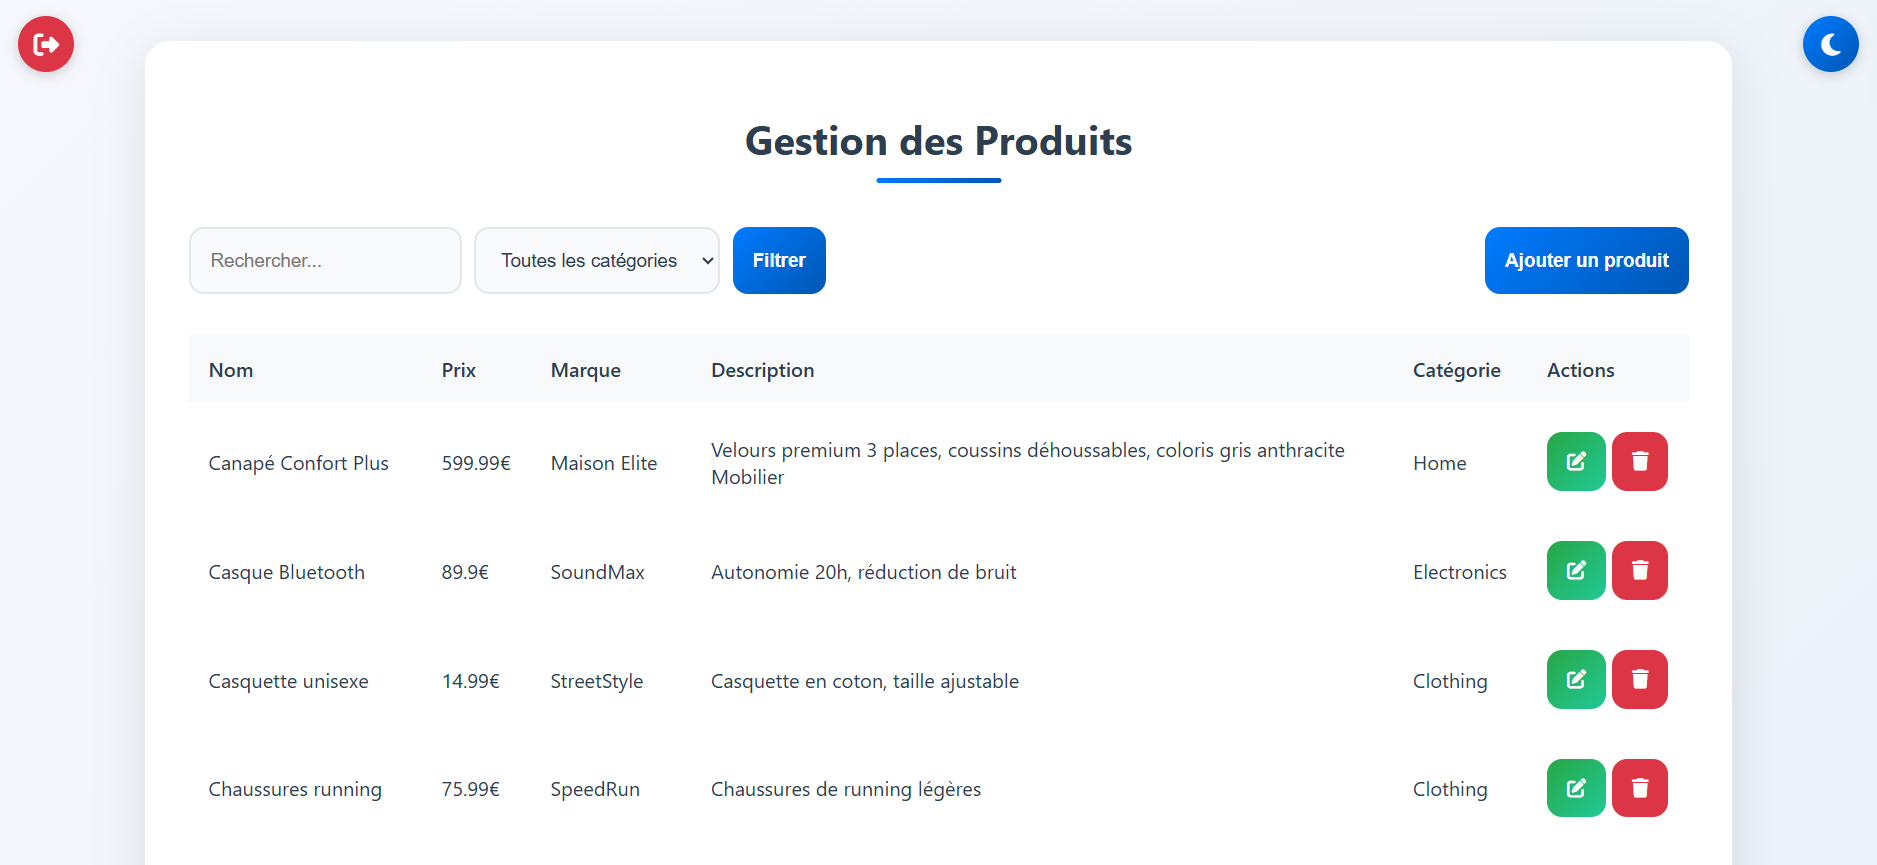 Gestion des Produits
Rechercher...
Toutes les catégories
Filtrer
Ajouter un produit
Nom Prix Marque Description Catégorie Actions
Canapé Confort Plus 599.99€ Maison Elite Velours premium 3 places, coussins déhoussables, coloris gris anthracite Home
Mobilier
Casque Bluetooth 89.9€ SoundMax Autonomie 20h, réduction de bruit Electronics
Casquette unisexe 14.99€ StreetStyle Casquette en coton, taille ajustable Clothing
Chaussures running 75.99€ SpeedRun Chaussures de running légères Clothing